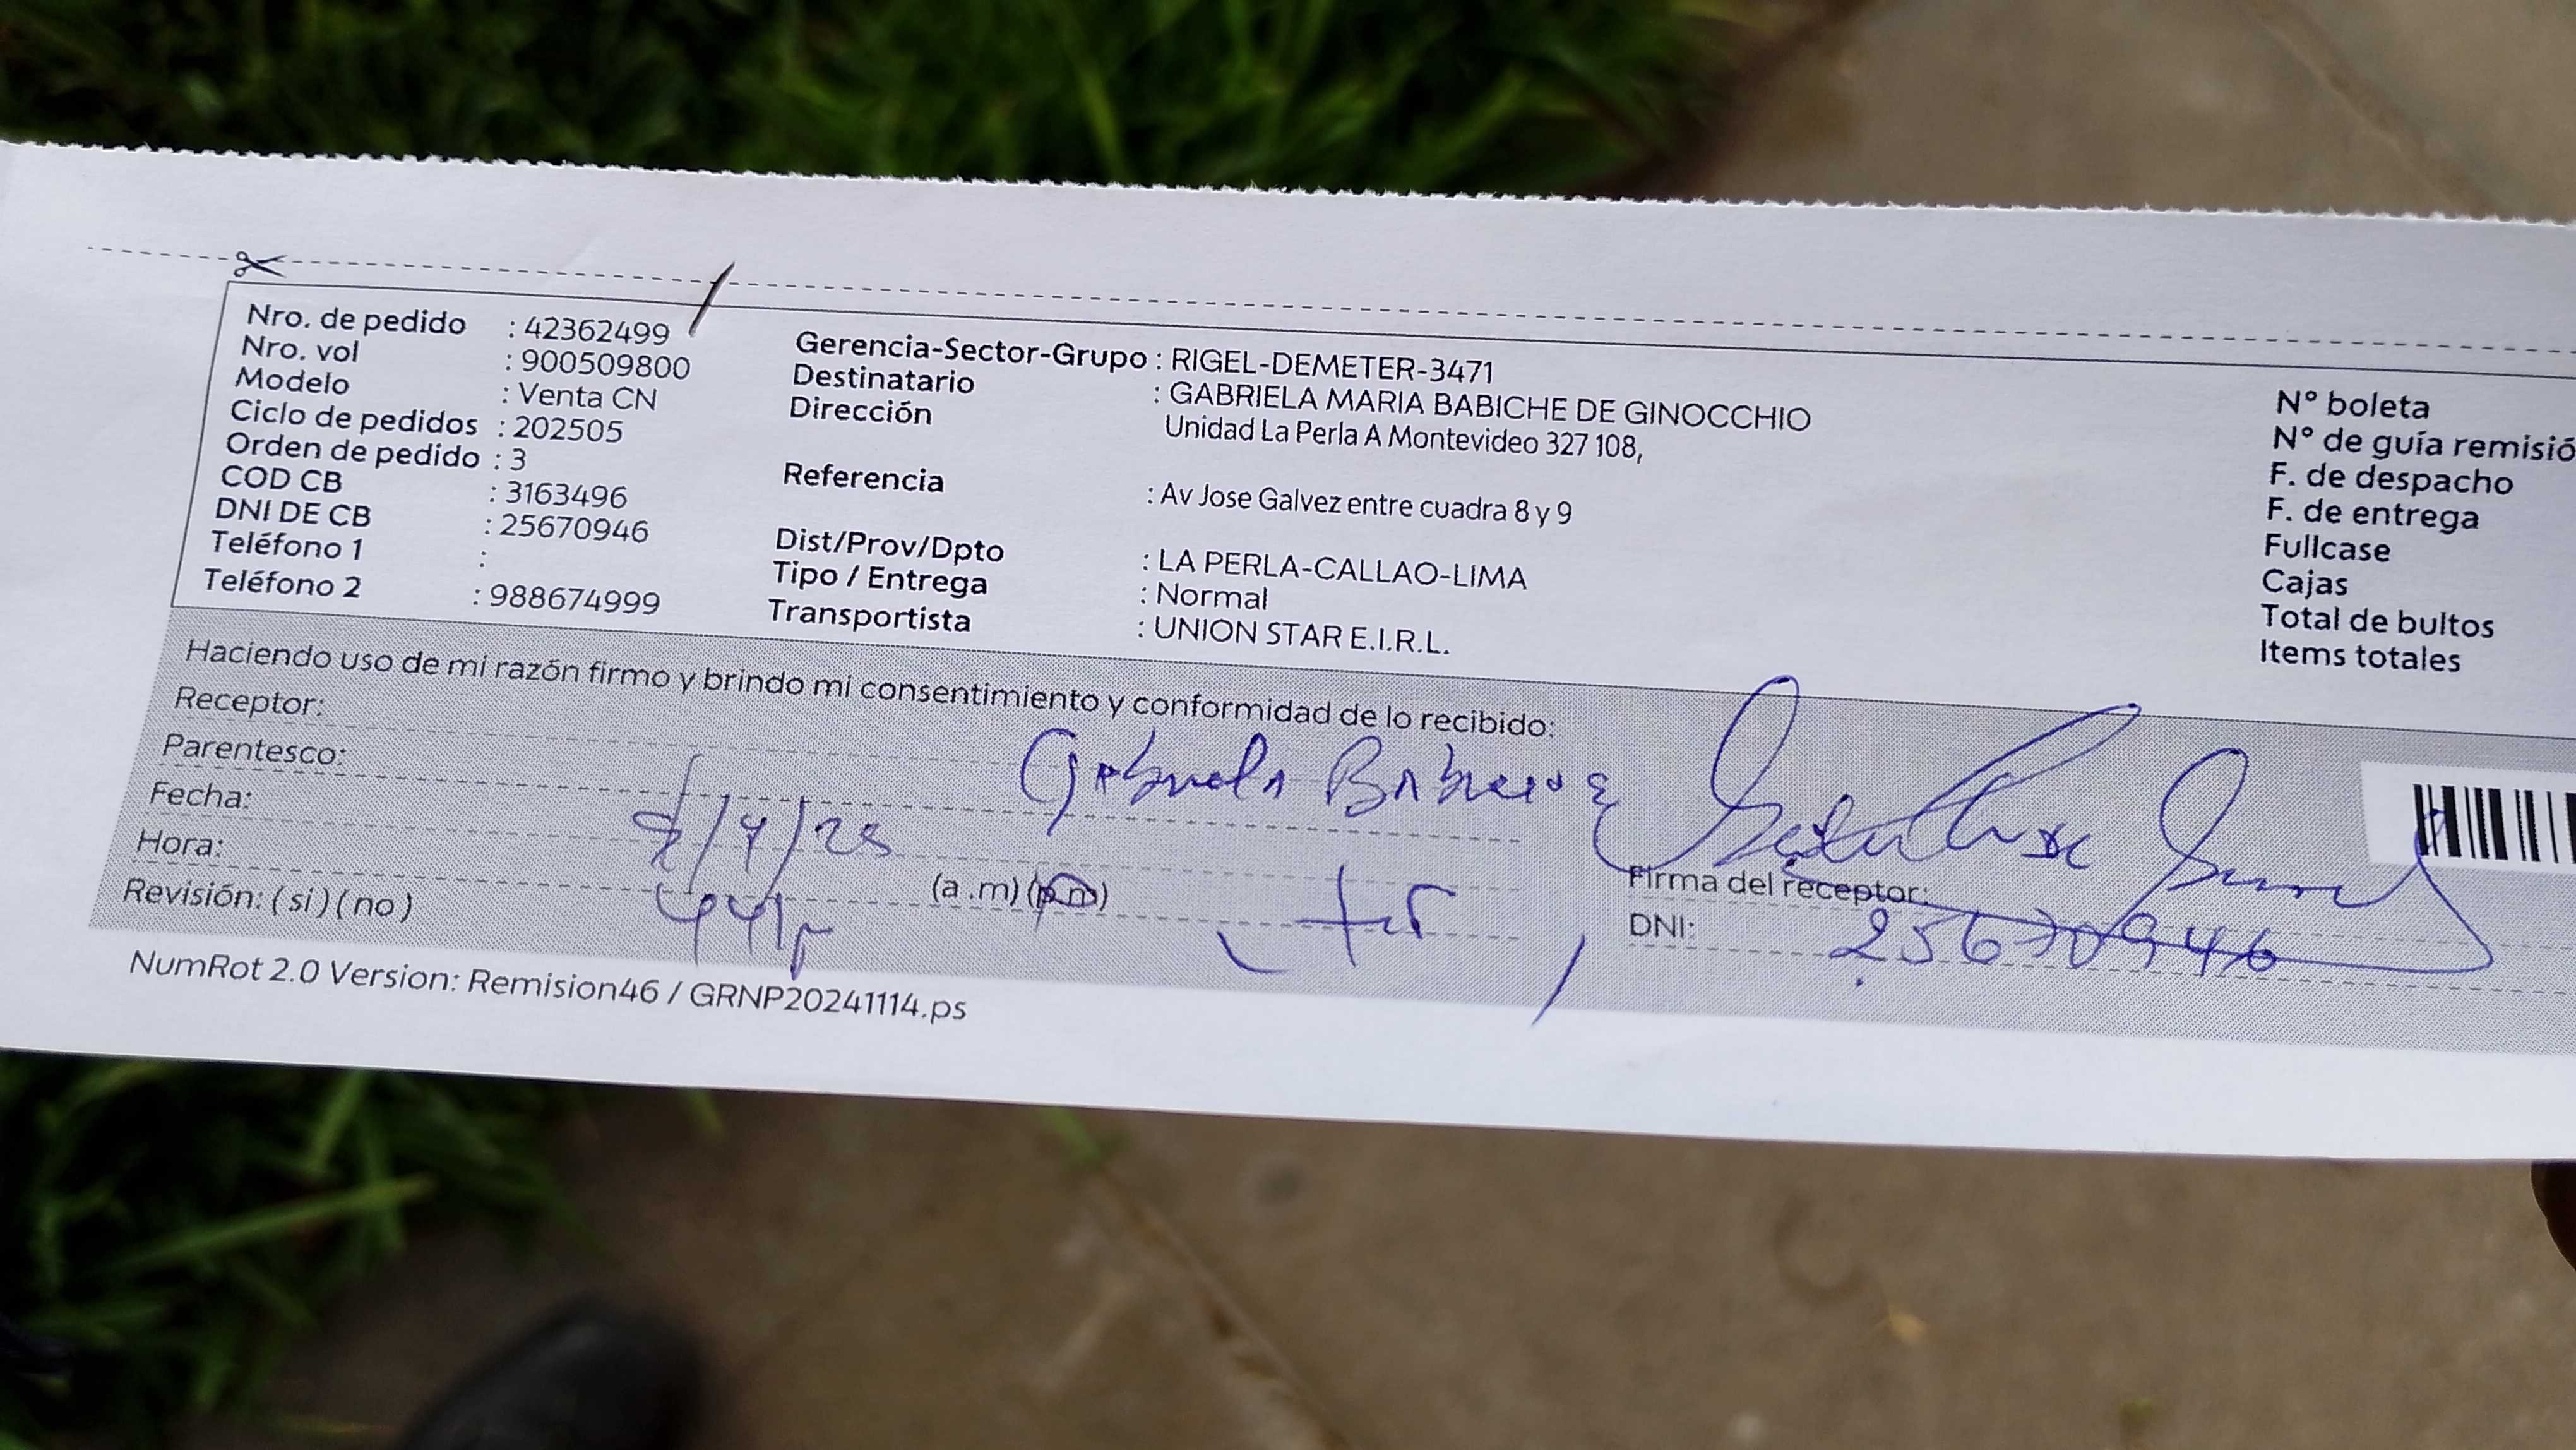 Nro. de pedido : 42362499
Nro. vol : 900509800
Modelo : Venta CN
Ciclo de pedidos : 202505
Orden de pedido : 3
COD CB : 3163496
DNI DE CB : 25670946
Teléfono 1 :
Teléfono 2 : 988674999
Gerencia-Sector-Grupo : RIGEL-DEMETER-3471
Destinatario : GABRIELA MARIA BABICHE DE GINOCCHIO
Dirección Unidad La Perla A Montevideo 327 108,
Referencia : Av Jose Galvez entre cuadra 8 y 9
Dist/Prov/Dpto : LA PERLA-CALLAO-LIMA
Tipo / Entrega : Normal
Transportista : UNION STAR E.I.R.L.
N° boleta
N° de guía remisió
F. de despacho
F. de entrega
Fullcase
Cajas
Total de bultos
Items totales
Haciendo uso de mi razón firmo y brindo mi consentimiento y conformidad de lo recibido:
Receptor: Gabriela
Parentesco:
Fecha: 7/4/25
Hora: (a .m) (p.m)
Revisión: ( si ) ( no )
Firma del receptor:
DNI: 25670946
NumRot 2.0 Version: Remision46 / GRNP20241114.ps